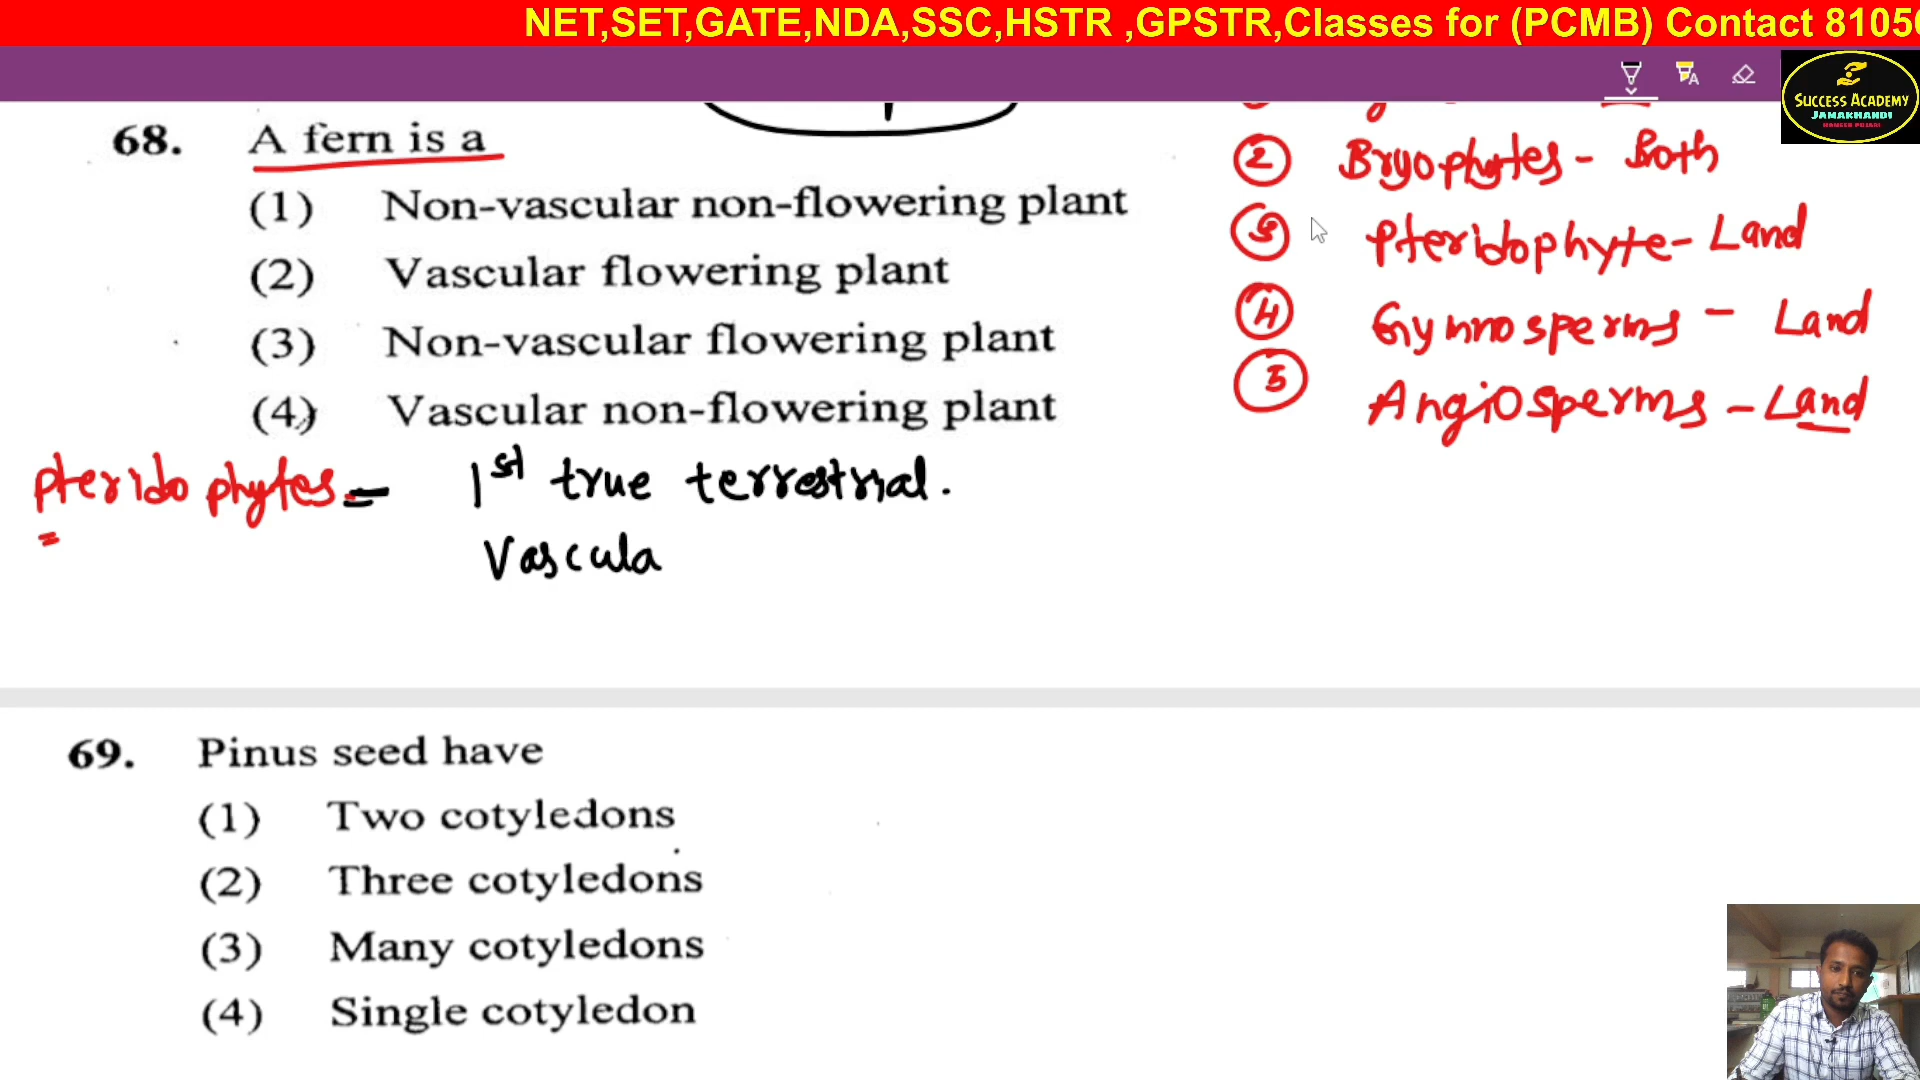 NET,SET,GATE,NDA,SSC,HSTR ,GPSTR,Classes for (PCMB) Contact 8105
SUCCESS ACADEMY
JAMAKHANDI
68. A fern is a
(1) Non-vascular non-flowering plant
(2) Vascular flowering plant
(3) Non-vascular flowering plant
(4) Vascular non-flowering plant
2 Bryophytes - Both
3 Pteridophyte - Land
4 Gymnosperms - Land
5 Angiosperms - Land
Pteridophytes - 1st true terrestrial.
Vascula
69. Pinus seed have
(1) Two cotyledons
(2) Three cotyledons
(3) Many cotyledons
(4) Single cotyledon